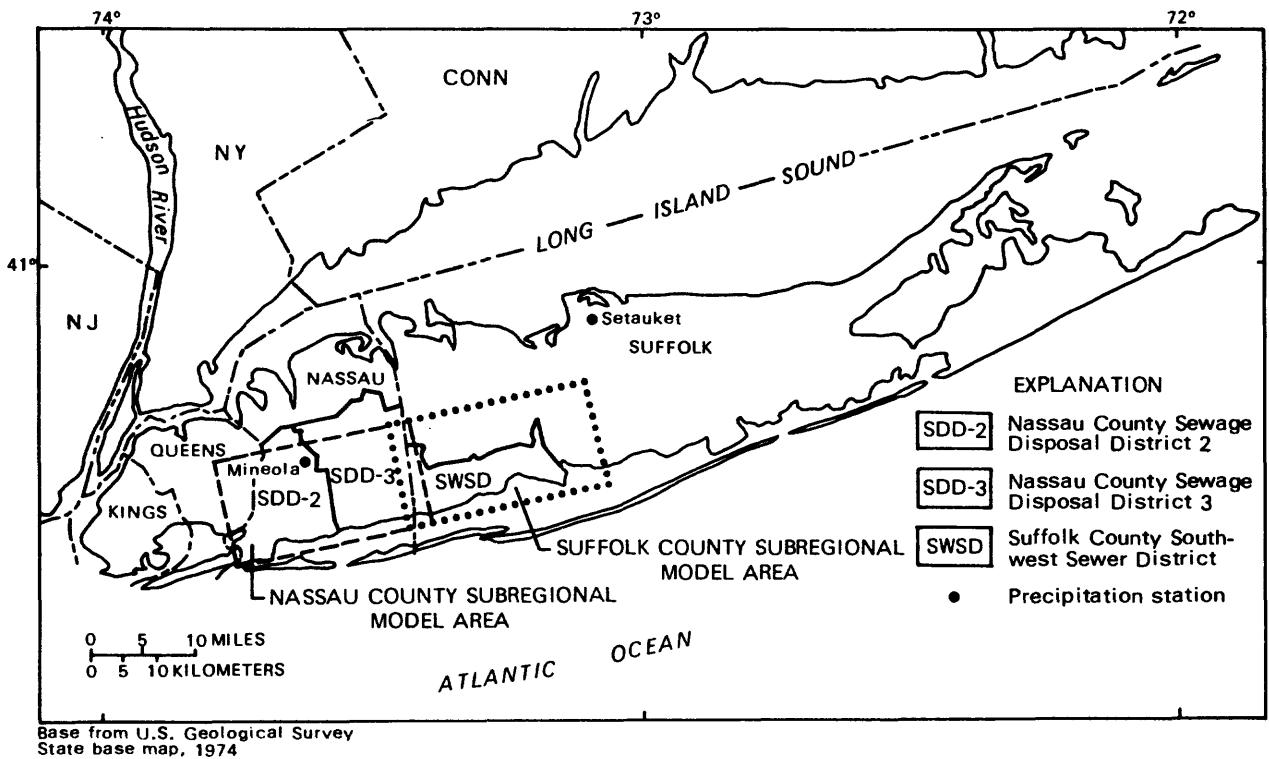 74°
73°
72°
CONN
Hudson River
NY
LONG ISLAND SOUND
41°
NJ
Setauket
SUFFOLK
NASSAU
QUEENS
Mineola
SDD-3
SWSD
SDD-2
KINGS
SUFFOLK COUNTY SUBREGIONAL
MODEL AREA
NASSAU COUNTY SUBREGIONAL
MODEL AREA
EXPLANATION
SDD-2 Nassau County Sewage
Disposal District 2
SDD-3 Nassau County Sewage
Disposal District 3
SWSD Suffolk County South-
west Sewer District
Precipitation station
0 5 10 MILES
0 5 10 KILOMETERS
ATLANTIC OCEAN
Base from U.S. Geological Survey
State base map, 1974